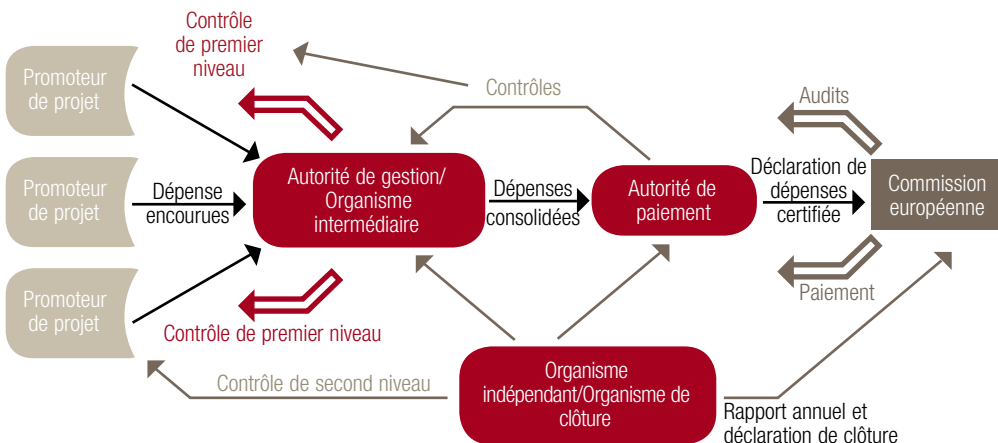 Contrôle
de premier
niveau
Promoteur
de projet
Contrôles
Audits
Promoteur
de projet
Dépense
encourues
Autorité de gestion/
Organisme
intermédiaire
Dépenses
consolidées
Autorité de
paiement
Déclaration de
dépenses
certifiée
Commission
européenne
Promoteur
de projet
Contrôle de premier niveau
Paiement
Contrôle de second niveau
Organisme
indépendant/Organisme de
clôture
Rapport annuel et
déclaration de clôture